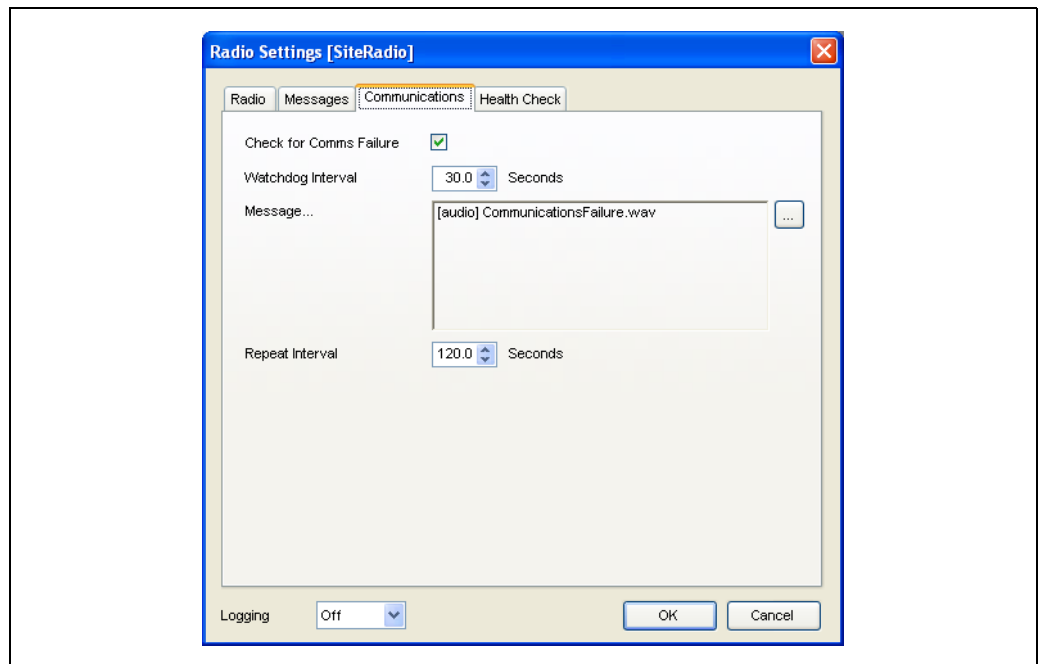 Radio Settings [SiteRadio]
Radio Messages Communications Health Check
Check for Comms Failure
Watchdog Interval 30.0 Seconds
Message... [audio] CommunicationsFailure.wav ...
Repeat Interval 120.0 Seconds
Logging Off OK Cancel